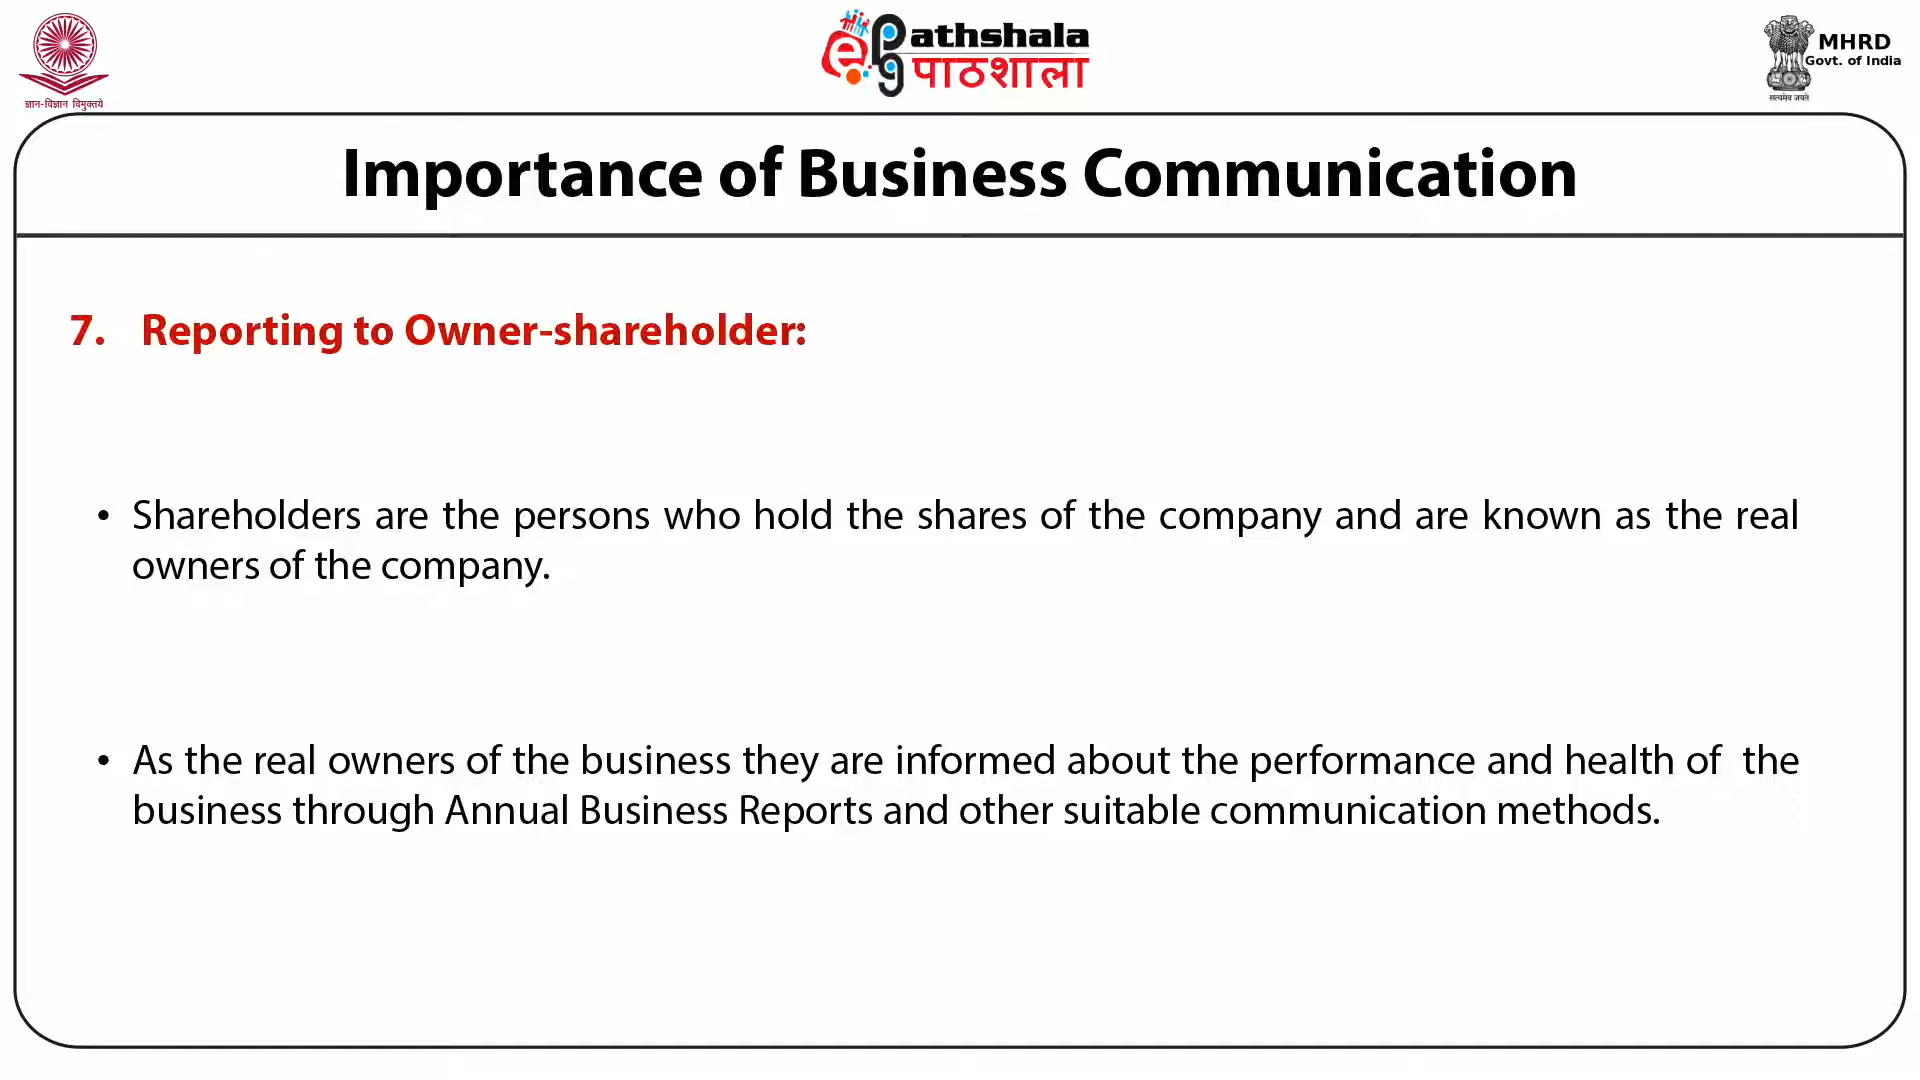 ज्ञान-विज्ञान विमुक्तये
e
Pathshala
पाठशाला
MHRD
Govt. of India
सत्यमेव जयते
Importance of Business Communication
7. Reporting to Owner-shareholder:
• Shareholders are the persons who hold the shares of the company and are known as the real
owners of the company.
• As the real owners of the business they are informed about the performance and health of the
business through Annual Business Reports and other suitable communication methods.